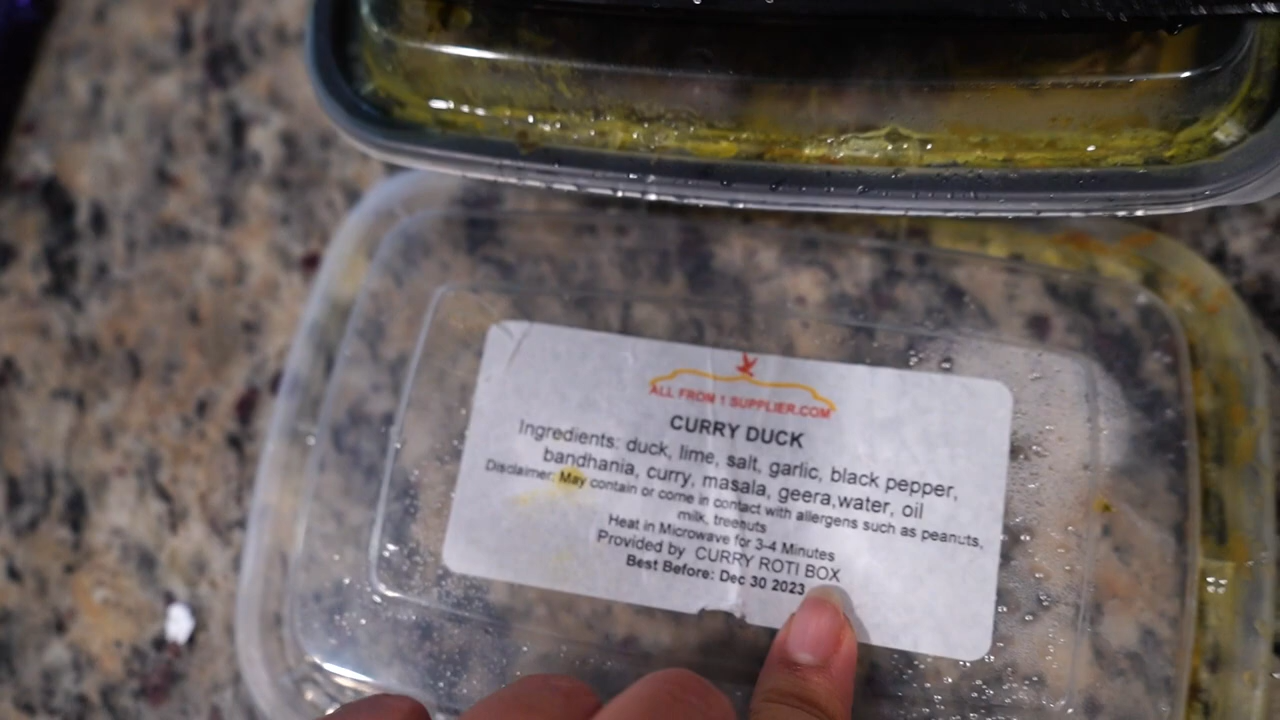 ALL FROM 1 SUPPLIER.COM
CURRY DUCK
Ingredients: duck, lime, salt, garlic, black pepper,
bandhania, curry, masala, geera,water, oil
Disclaimer: May contain or come in contact with allergens such as peanuts,
milk, treenuts
Heat in Microwave for 3-4 Minutes
Provided by CURRY ROTI BOX
Best Before: Dec 30 2023